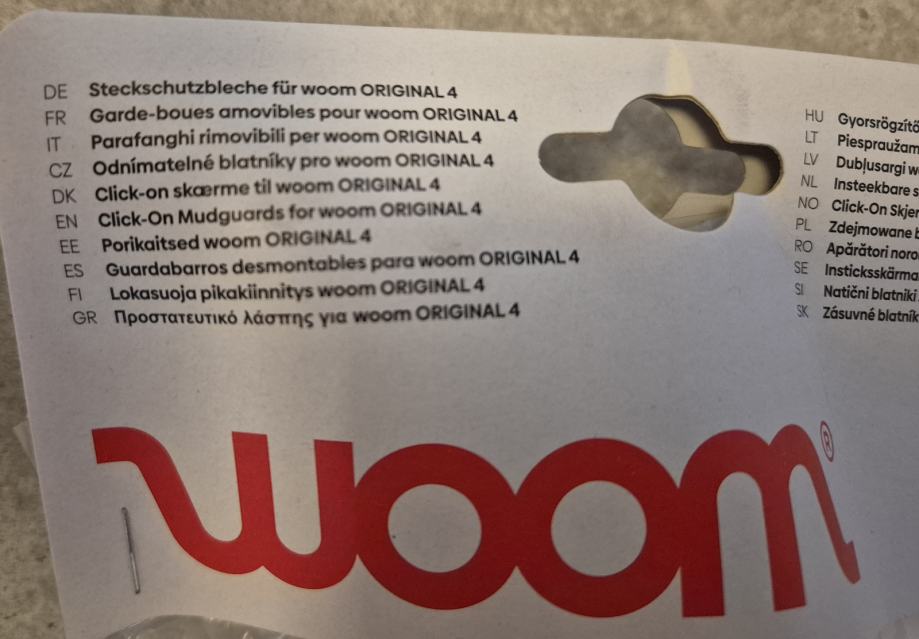 DE Steckschutzbleche für woom ORIGINAL 4
FR Garde-boues amovibles pour woom ORIGINAL 4
IT Parafanghi rimovibili per woom ORIGINAL 4
CZ Odnímatelné blatníky pro woom ORIGINAL 4
DK Click-on skærme til woom ORIGINAL 4
EN Click-On Mudguards for woom ORIGINAL 4
EE Porikaitsed woom ORIGINAL 4
ES Guardabarros desmontables para woom ORIGINAL 4
FI Lokasuoja pikakiinnitys woom ORIGINAL 4
GR Προστατευτικό λάσπης για woom ORIGINAL 4
HU
LT
LV Dubļusargi
NL Insteekbare
NO Click-On
PL Zdejmowane
RO Apărători
SE
SI Natični blatniki
SK Zásuvné
woom®